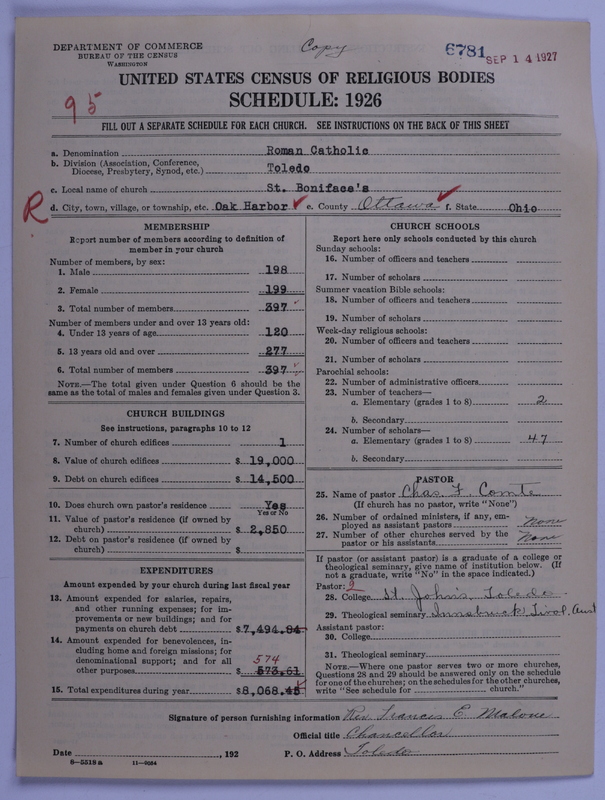 DEPARTMENT OF COMMERCE
BUREAU OF THE CENSUS
WASHINGTON
Copy
6781
SEP 14 1927
UNITED STATES CENSUS OF RELIGIOUS BODIES
95
SCHEDULE: 1926
FILL OUT A SEPARATE SCHEDULE FOR EACH CHURCH. SEE INSTRUCTIONS ON THE BACK OF THIS SHEET
a. Denomination Roman Catholic
b. Division (Association, Conference,
Diocese, Presbytery, Synod, etc.) Toledo
c. Local name of church St. Boniface's
R
d. City, town, village, or township, etc. Oak Harbor ✓ e. County Ottawa ✓ f. State Ohio
MEMBERSHIP
Report number of members according to definition of
member in your church
Number of members, by sex:
1. Male 198
2. Female 199
3. Total number of members 397 ✓
Number of members under and over 13 years old:
4. Under 13 years of age 120
5. 13 years old and over 277
6. Total number of members 397 ✓
NOTE.—The total given under Question 6 should be the
same as the total of males and females given under Question 3.
CHURCH BUILDINGS
See instructions, paragraphs 10 to 12
7. Number of church edifices 1
8. Value of church edifices $ 19,000
9. Debt on church edifices $ 14,500
10. Does church own pastor's residence Yes
Yes or No
11. Value of pastor's residence (if owned by
church) $ 2,850
12. Debt on pastor's residence (if owned by
church) $
EXPENDITURES
Amount expended by your church during last fiscal year
13. Amount expended for salaries, repairs,
and other running expenses; for im-
provements or new buildings; and for
payments on church debt $7,494.84
14. Amount expended for benevolences, in-
cluding home and foreign missions; for
denominational support; and for all
574
other purposes $ 573.61
15. Total expenditures during year $8,068.45 ✓
CHURCH SCHOOLS
Report here only schools conducted by this church
Sunday schools:
16. Number of officers and teachers
17. Number of scholars
Summer vacation Bible schools:
18. Number of officers and teachers
19. Number of scholars
Week-day religious schools:
20. Number of officers and teachers
21. Number of scholars
Parochial schools:
22. Number of administrative officers
23. Number of teachers—
a. Elementary (grades 1 to 8) 2
b. Secondary
24. Number of scholars—
a. Elementary (grades 1 to 8) 47
b. Secondary
PASTOR
25. Name of pastor Chas. F. Comte
(If church has no pastor, write "None")
26. Number of ordained ministers, if any, em-
ployed as assistant pastors None
27. Number of other churches served by the
pastor or his assistants None
If pastor (or assistant pastor) is a graduate of a college or
theological seminary, give name of institution below. (If
not a graduate, write "No" in the space indicated.)
Pastor: 2
28. College St. John's Toledo
29. Theological seminary Innsbruck, Tirol, Aust
Assistant pastor:
30. College
31. Theological seminary
NOTE.—Where one pastor serves two or more churches,
Questions 28 and 29 should be answered only on the schedule
for one of the churches; on the schedules for the other churches,
write "See schedule for church."
Signature of person furnishing information Rev. Francis E. Malone
Official title Chancellor
Date , 192 P. O. Address Toledo
8—5518a 11—9084